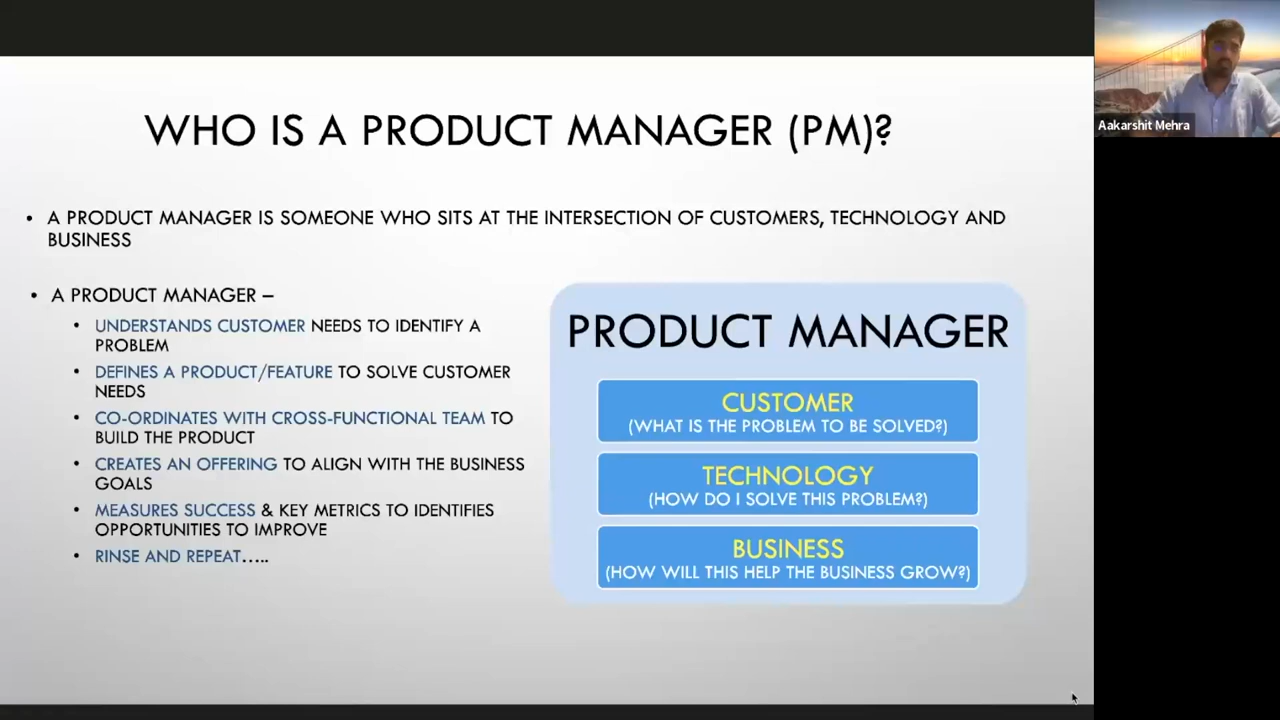 WHO IS A PRODUCT MANAGER (PM)?
• A PRODUCT MANAGER IS SOMEONE WHO SITS AT THE INTERSECTION OF CUSTOMERS, TECHNOLOGY AND
BUSINESS
• A PRODUCT MANAGER –
• UNDERSTANDS CUSTOMER NEEDS TO IDENTIFY A
PROBLEM
• DEFINES A PRODUCT/FEATURE TO SOLVE CUSTOMER
NEEDS
• CO-ORDINATES WITH CROSS-FUNCTIONAL TEAM TO
BUILD THE PRODUCT
• CREATES AN OFFERING TO ALIGN WITH THE BUSINESS
GOALS
• MEASURES SUCCESS & KEY METRICS TO IDENTIFIES
OPPORTUNITIES TO IMPROVE
• RINSE AND REPEAT.....
PRODUCT MANAGER
CUSTOMER
(WHAT IS THE PROBLEM TO BE SOLVED?)
TECHNOLOGY
(HOW DO I SOLVE THIS PROBLEM?)
BUSINESS
(HOW WILL THIS HELP THE BUSINESS GROW?)
Aakarshit Mehra